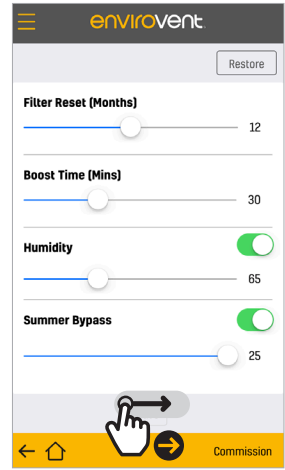 envirovent.
Restore
Filter Reset (Months)
12
Boost Time (Mins)
30
Humidity
65
Summer Bypass
25
Commission